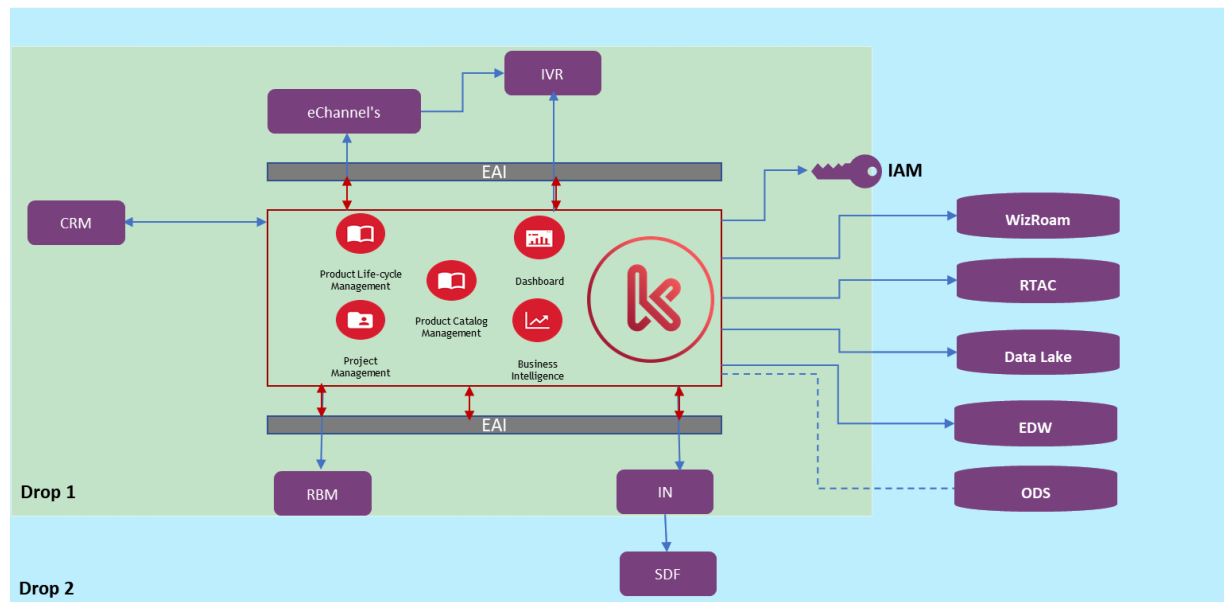 IVR
eChannel's
EAI
IAM
CRM
WizRoam
Product Life-cycle
Management
Dashboard
RTAC
Product Catalog
Management
Project
Management
Business
Intelligence
Data Lake
EAI
EDW
Drop 1
RBM
IN
ODS
SDF
Drop 2